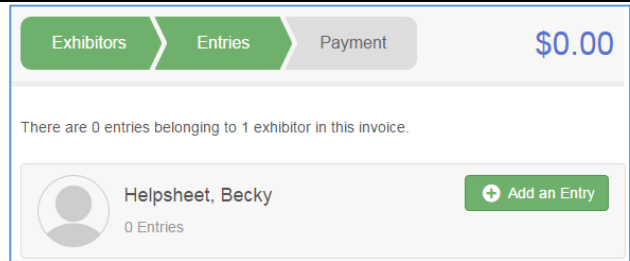 Exhibitors Entries Payment $0.00
There are 0 entries belonging to 1 exhibitor in this invoice.
Helpsheet, Becky
Add an Entry
0 Entries